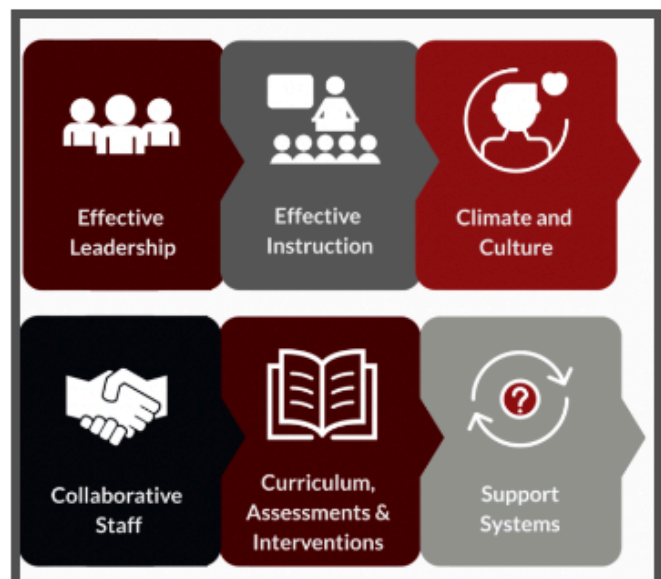 Effective
Leadership
Effective
Instruction
Climate and
Culture
Collaborative
Staff
Curriculum,
Assessments &
Interventions
?
Support
Systems